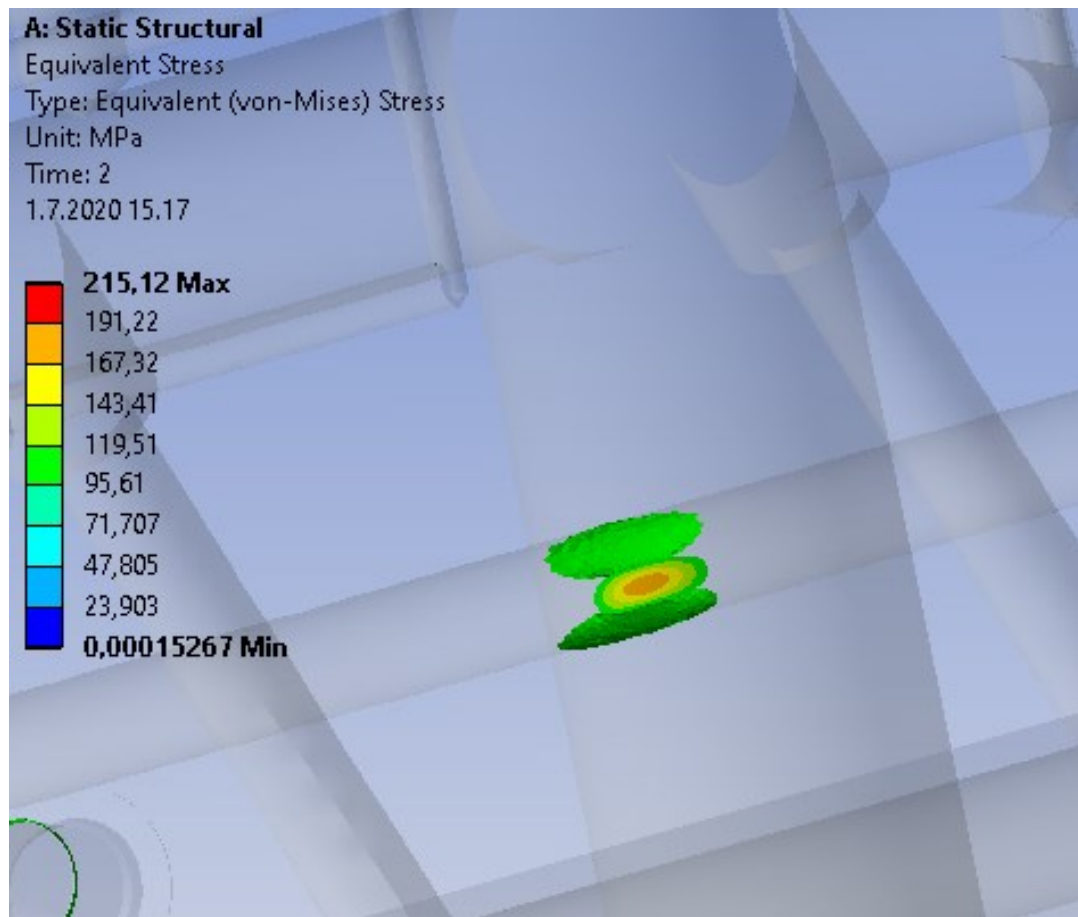 A: Static Structural
Equivalent Stress
Type: Equivalent (von-Mises) Stress
Unit: MPa
Time: 2
1.7.2020 15.17
215,12 Max
191,22
167,32
143,41
119,51
95,61
71,707
47,805
23,903
0,00015267 Min